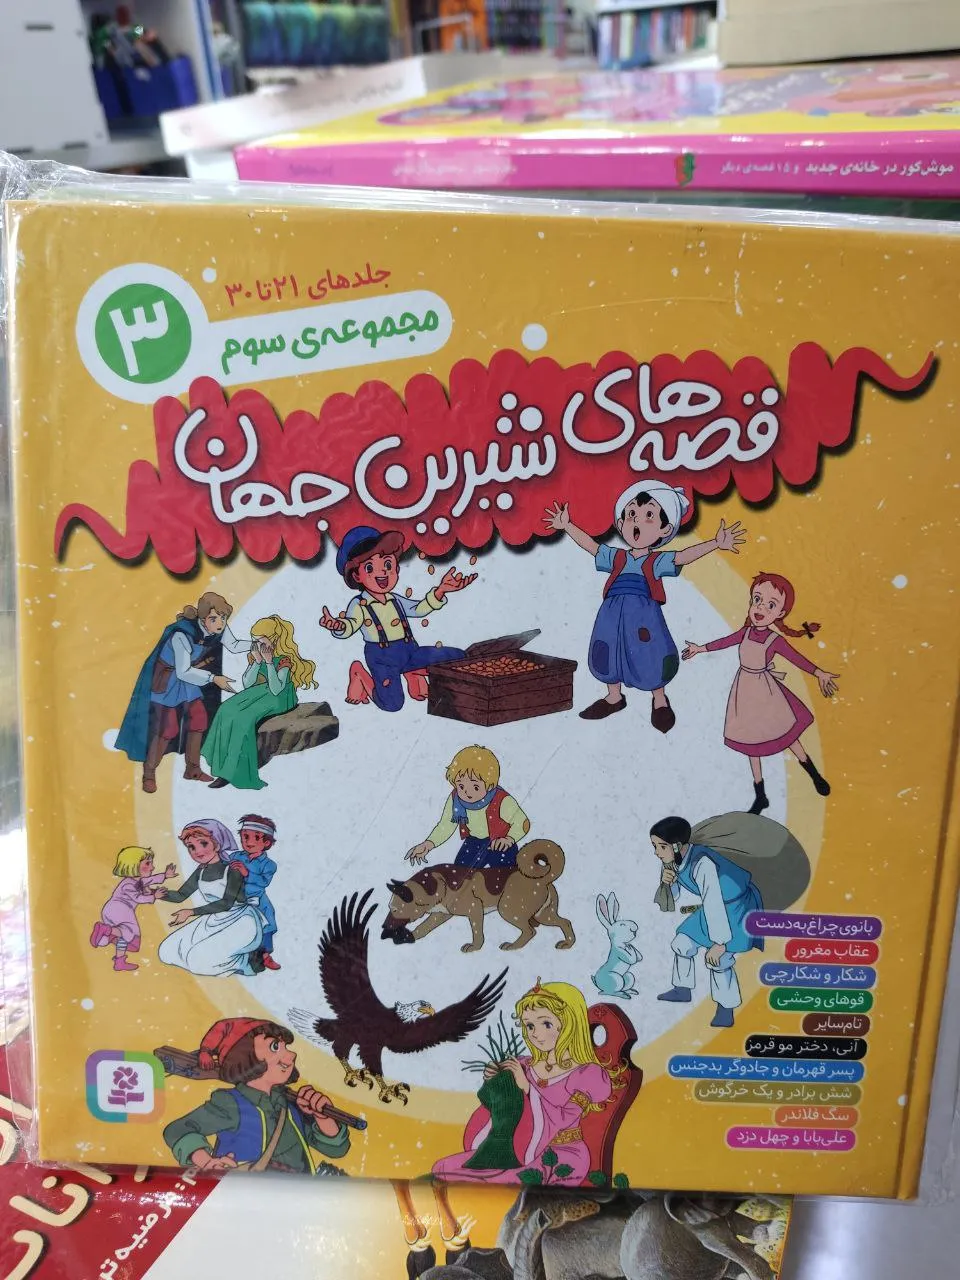 موش‌کور در خانه‌ی جدید و ۱۵ قصه‌ی دیگر
جلدهای ۲۱ تا ۳۰
مجموعه‌ی سوم
۳
قصه‌های شیرین جهان
بانوی چراغ‌به‌دست
عقاب مغرور
شکار و شکارچی
قوهای وحشی
تام‌سایر
آنی، دختر مو قرمز
پسر قهرمان و جادوگر بدجنس
شش برادر و یک خرگوش
سگ فلاندر
علی‌بابا و چهل دزد